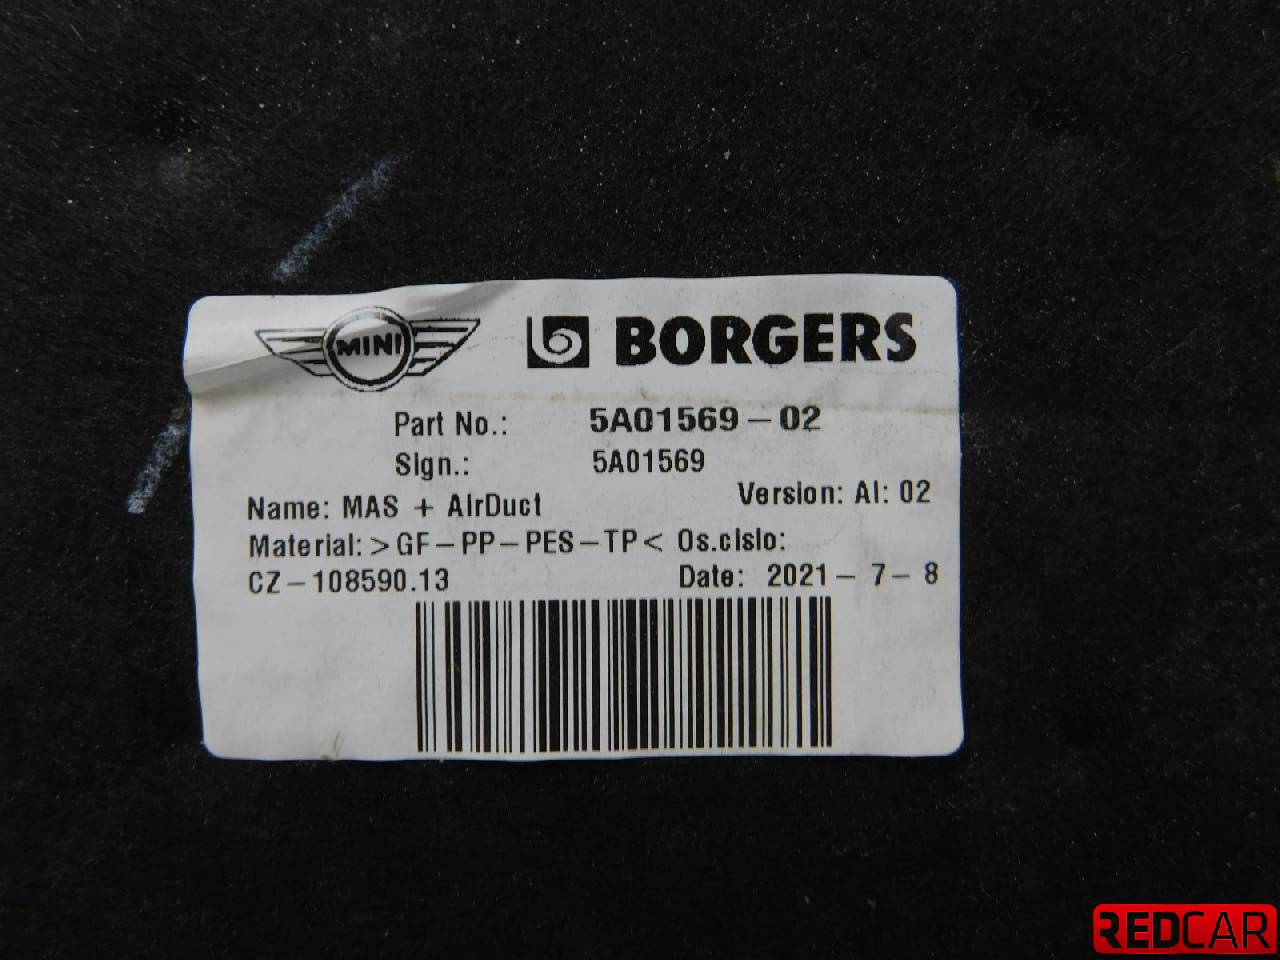 MINI BORGERS
Part No.: 5A01569-02
Sign.: 5A01569
Version: AI: 02
Name: MAS + AirDuct
Material: >GF-PP-PES-TP< Os.cislo:
CZ-108590.13 Date: 2021-7-8
REDCAR